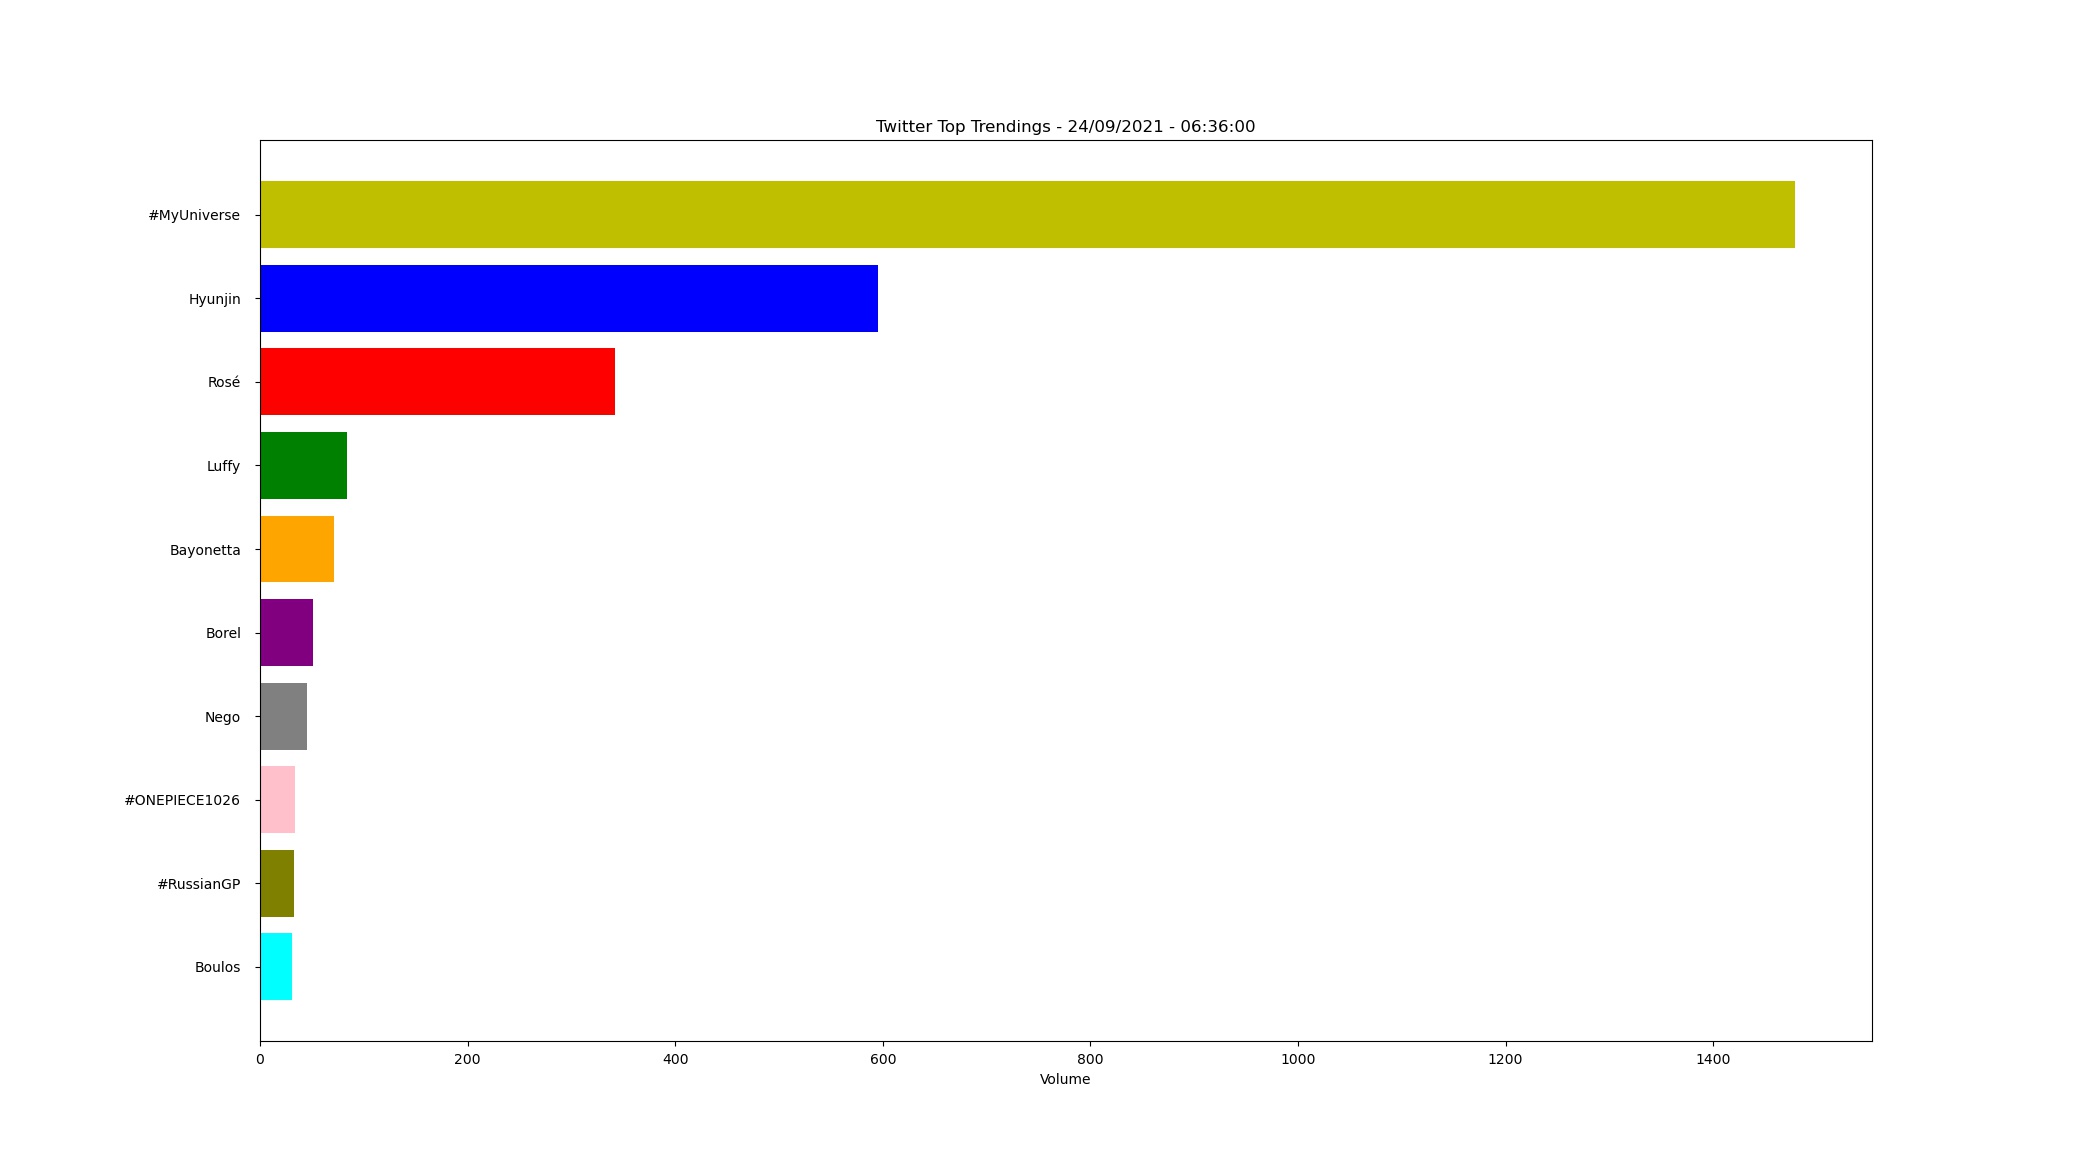 Twitter Top Trendings - 24/09/2021 - 06:36:00
#MyUniverse
Hyunjin
Rosé
Luffy
Bayonetta
Borel
Nego
#ONEPIECE1026
#RussianGP
Boulos
0 200 400 600 800 1000 1200 1400
Volume